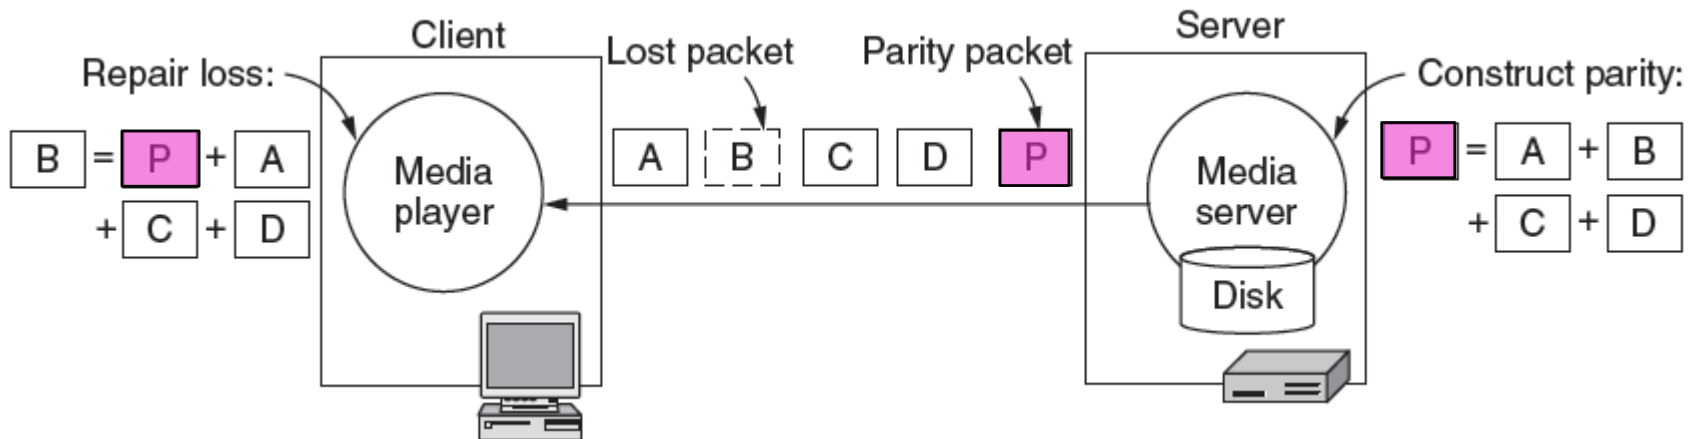 Client
Server
Repair loss:
Lost packet
Parity packet
Construct parity:
B = P + A
+ C + D
Media
player
A B C D P
Media
server
Disk
P = A + B
+ C + D